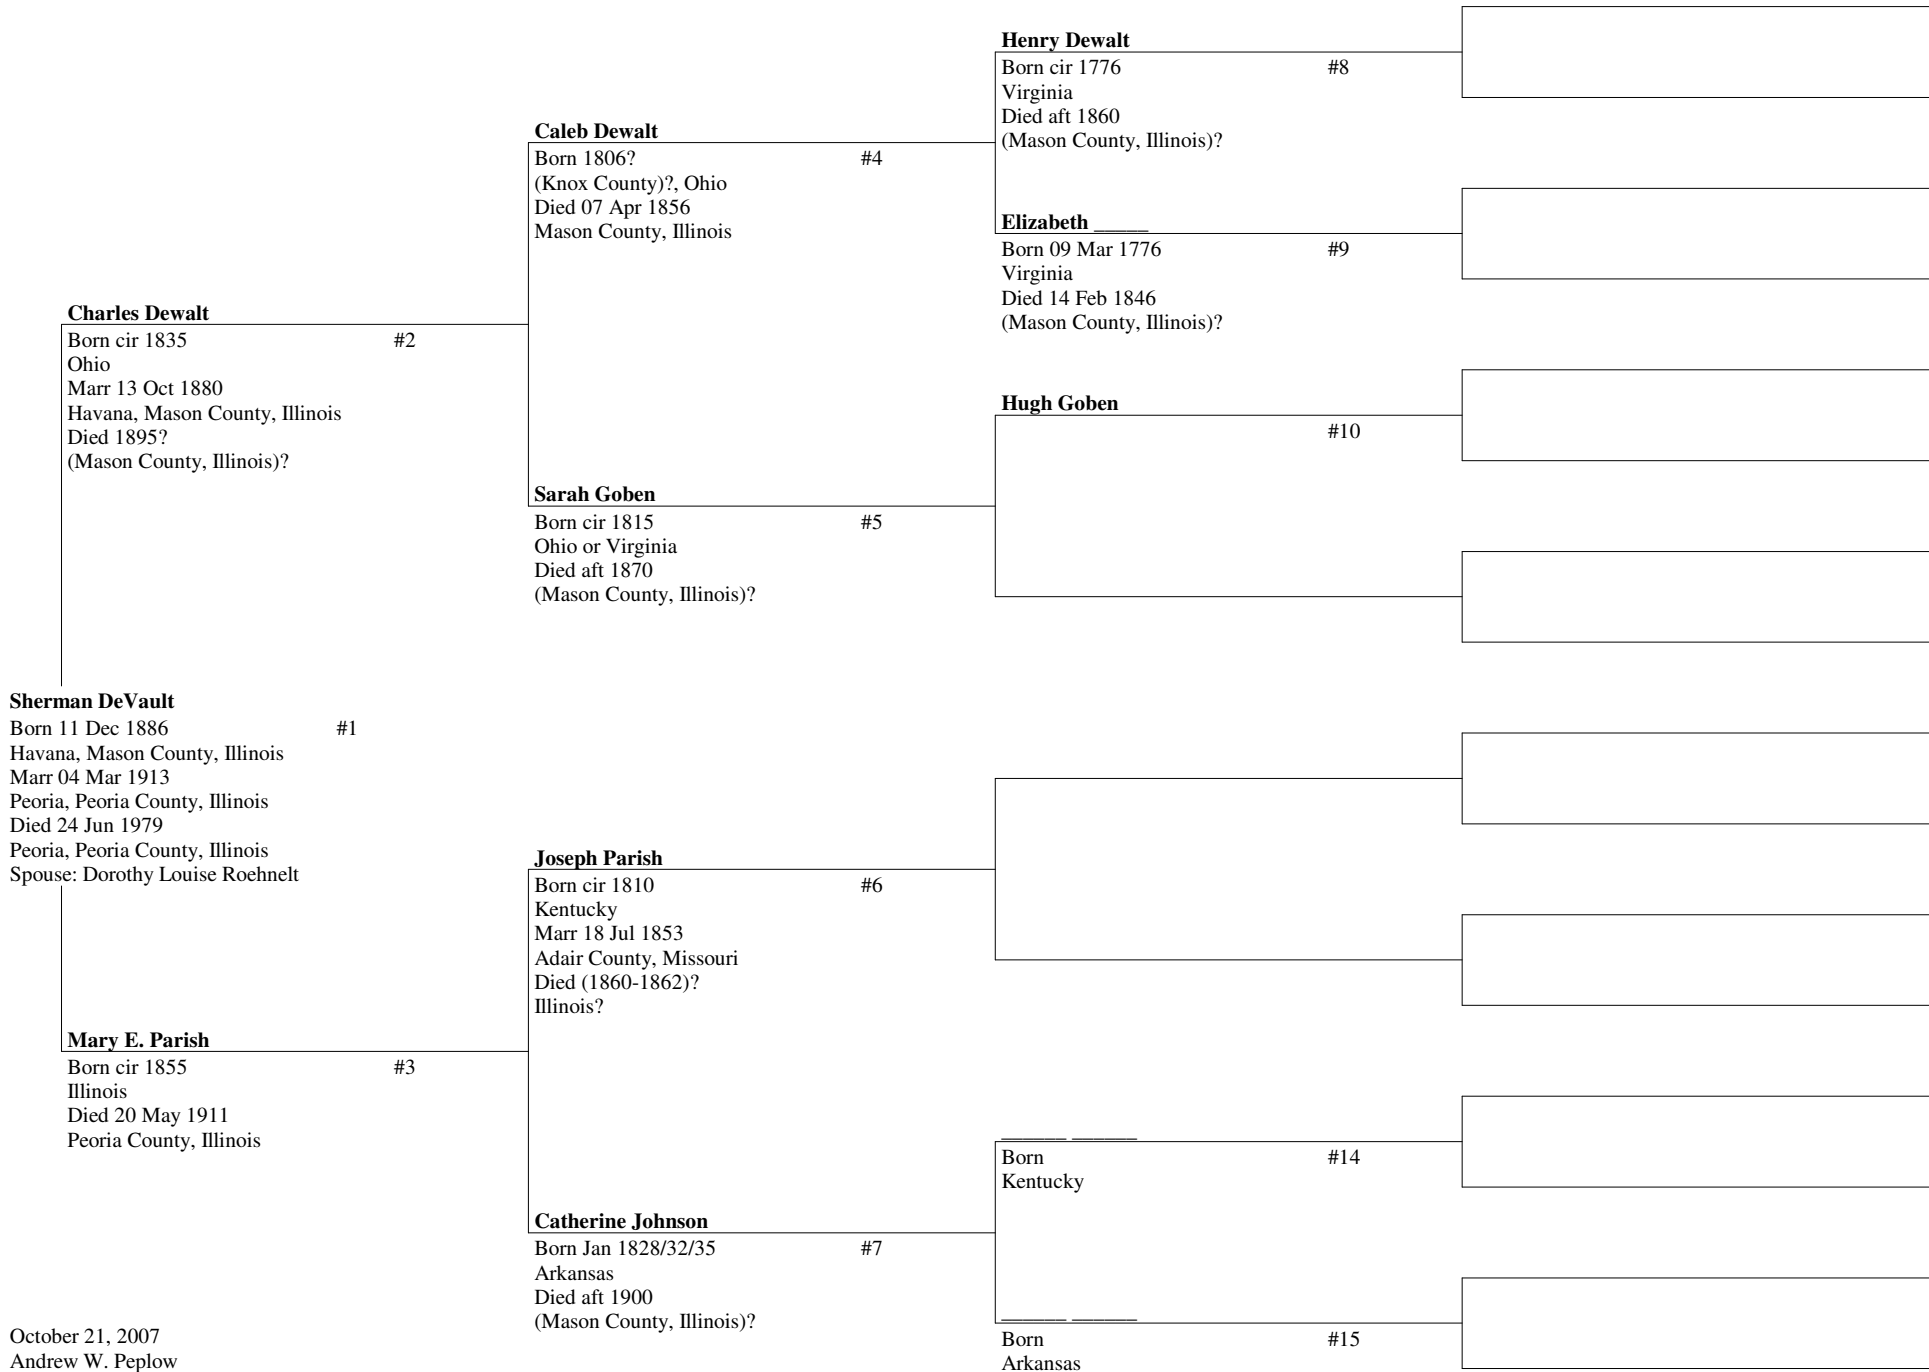 Henry Dewalt
Born cir 1776 #8
Virginia
Died aft 1860
(Mason County, Illinois)?
Caleb Dewalt
Born 1806? #4
(Knox County)?, Ohio
Died 07 Apr 1856
Mason County, Illinois
Elizabeth _____
Born 09 Mar 1776 #9
Virginia
Died 14 Feb 1846
(Mason County, Illinois)?
Charles Dewalt
Born cir 1835 #2
Ohio
Marr 13 Oct 1880
Havana, Mason County, Illinois
Died 1895?
(Mason County, Illinois)?
Hugh Goben
#10
Sarah Goben
Born cir 1815 #5
Ohio or Virginia
Died aft 1870
(Mason County, Illinois)?
Sherman DeVault
Born 11 Dec 1886 #1
Havana, Mason County, Illinois
Marr 04 Mar 1913
Peoria, Peoria County, Illinois
Died 24 Jun 1979
Peoria, Peoria County, Illinois
Spouse: Dorothy Louise Roehnelt
Joseph Parish
Born cir 1810 #6
Kentucky
Marr 18 Jul 1853
Adair County, Missouri
Died (1860-1862)?
Illinois?
Mary E. Parish
Born cir 1855 #3
Illinois
Died 20 May 1911
Peoria County, Illinois
______ ______
Born #14
Kentucky
Catherine Johnson
Born Jan 1828/32/35 #7
Arkansas
Died aft 1900
(Mason County, Illinois)?
______ ______
Born #15
Arkansas
October 21, 2007
Andrew W. Peplow